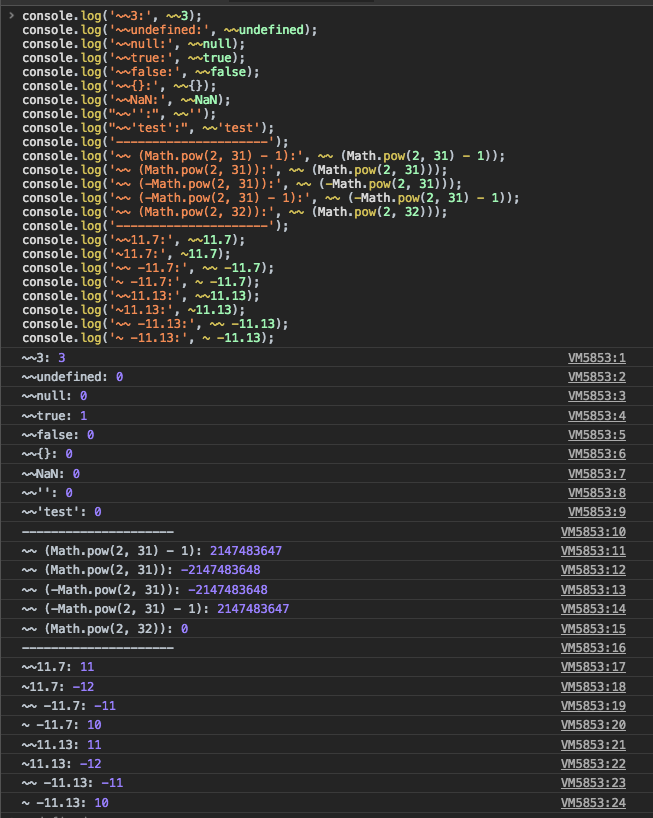 > console.log('~~3:', ~~3);
console.log('~~undefined:', ~~undefined);
console.log('~~null:', ~~null);
console.log('~~true:', ~~true);
console.log('~~false:', ~~false);
console.log('~~{}:', ~~{});
console.log('~~NaN:', ~~NaN);
console.log("~~'':", ~~'');
console.log("~~'test':", ~~'test');
console.log('---------------------');
console.log('~~ (Math.pow(2, 31) - 1):', ~~ (Math.pow(2, 31) - 1));
console.log('~~ (Math.pow(2, 31)):', ~~ (Math.pow(2, 31)));
console.log('~~ (-Math.pow(2, 31)):', ~~ (-Math.pow(2, 31)));
console.log('~~ (-Math.pow(2, 31) - 1):', ~~ (-Math.pow(2, 31) - 1));
console.log('~~ (Math.pow(2, 32)):', ~~ (Math.pow(2, 32)));
console.log('---------------------');
console.log('~~11.7:', ~~11.7);
console.log('~11.7:', ~11.7);
console.log('~~ -11.7:', ~~ -11.7);
console.log('~ -11.7:', ~ -11.7);
console.log('~~11.13:', ~~11.13);
console.log('~11.13:', ~11.13);
console.log('~~ -11.13:', ~~ -11.13);
console.log('~ -11.13:', ~ -11.13);
~~3: 3 VM5853:1
~~undefined: 0 VM5853:2
~~null: 0 VM5853:3
~~true: 1 VM5853:4
~~false: 0 VM5853:5
~~{}: 0 VM5853:6
~~NaN: 0 VM5853:7
~~'': 0 VM5853:8
~~'test': 0 VM5853:9
--------------------- VM5853:10
~~ (Math.pow(2, 31) - 1): 2147483647 VM5853:11
~~ (Math.pow(2, 31)): -2147483648 VM5853:12
~~ (-Math.pow(2, 31)): -2147483648 VM5853:13
~~ (-Math.pow(2, 31) - 1): 2147483647 VM5853:14
~~ (Math.pow(2, 32)): 0 VM5853:15
--------------------- VM5853:16
~~11.7: 11 VM5853:17
~11.7: -12 VM5853:18
~~ -11.7: -11 VM5853:19
~ -11.7: 10 VM5853:20
~~11.13: 11 VM5853:21
~11.13: -12 VM5853:22
~~ -11.13: -11 VM5853:23
~ -11.13: 10 VM5853:24